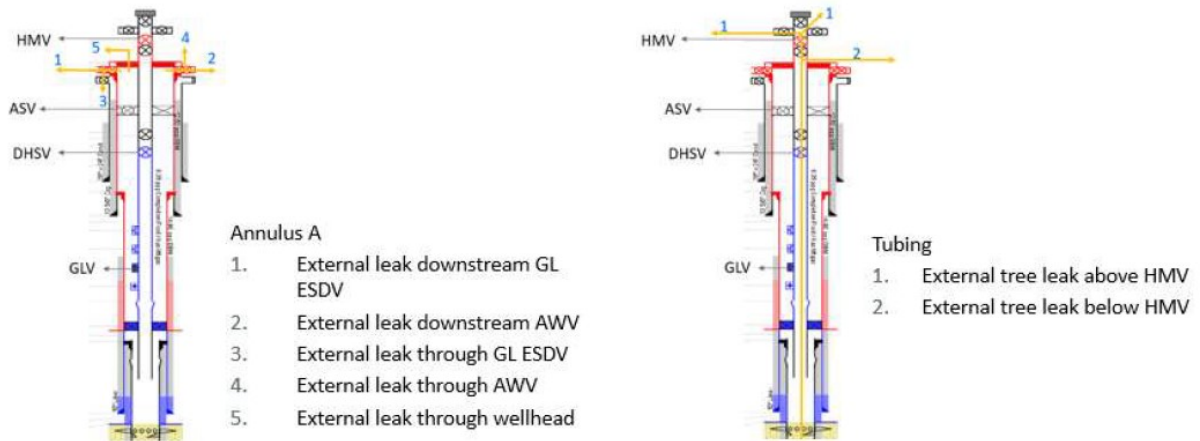 HMV
5
4
1
2
3
ASV
DHSV
GLV
Annulus A
1. External leak downstream GL
ESDV
2. External leak downstream AWV
3. External leak through GL ESDV
4. External leak through AWV
5. External leak through wellhead
1
1
HMV
2
ASV
DHSV
GLV
Tubing
1. External tree leak above HMV
2. External tree leak below HMV